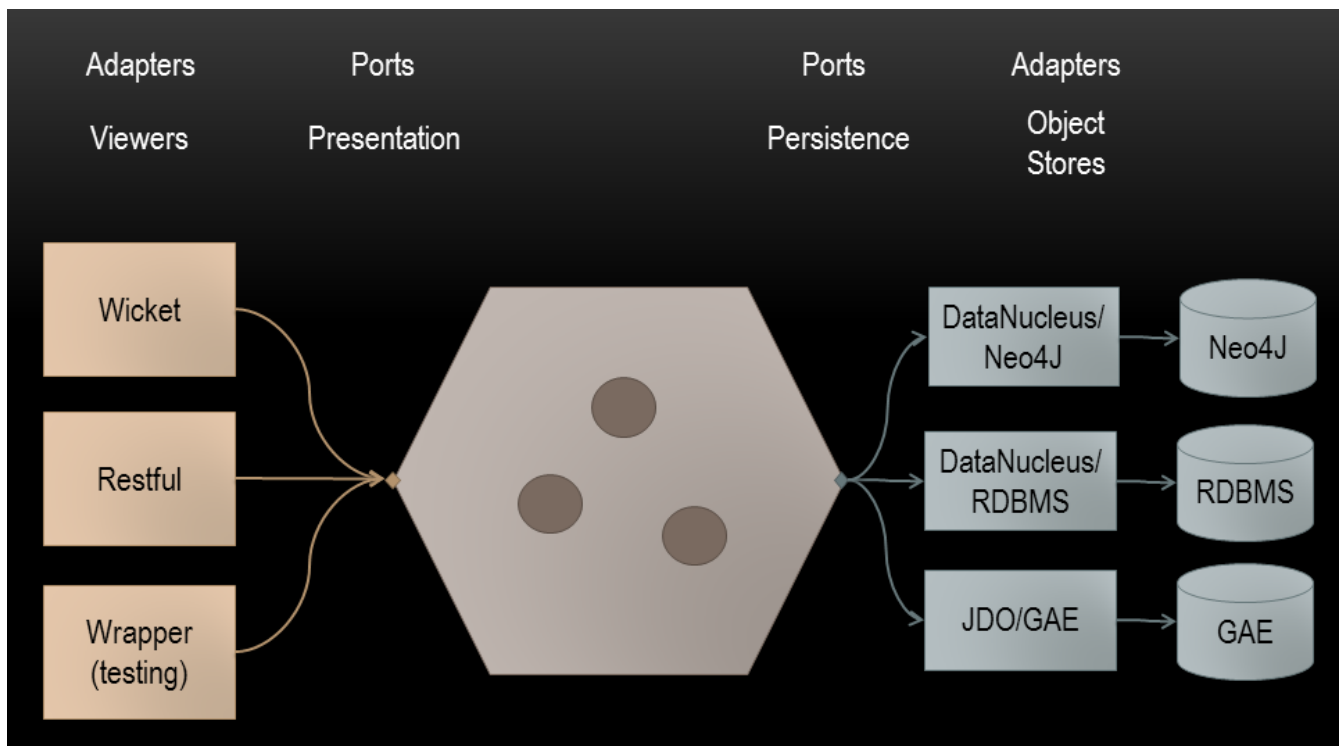 Adapters
Ports
Ports
Adapters
Viewers
Presentation
Persistence
Object
Stores
Wicket
DataNucleus/
Neo4J
Neo4J
Restful
DataNucleus/
RDBMS
RDBMS
Wrapper
(testing)
JDO/GAE
GAE